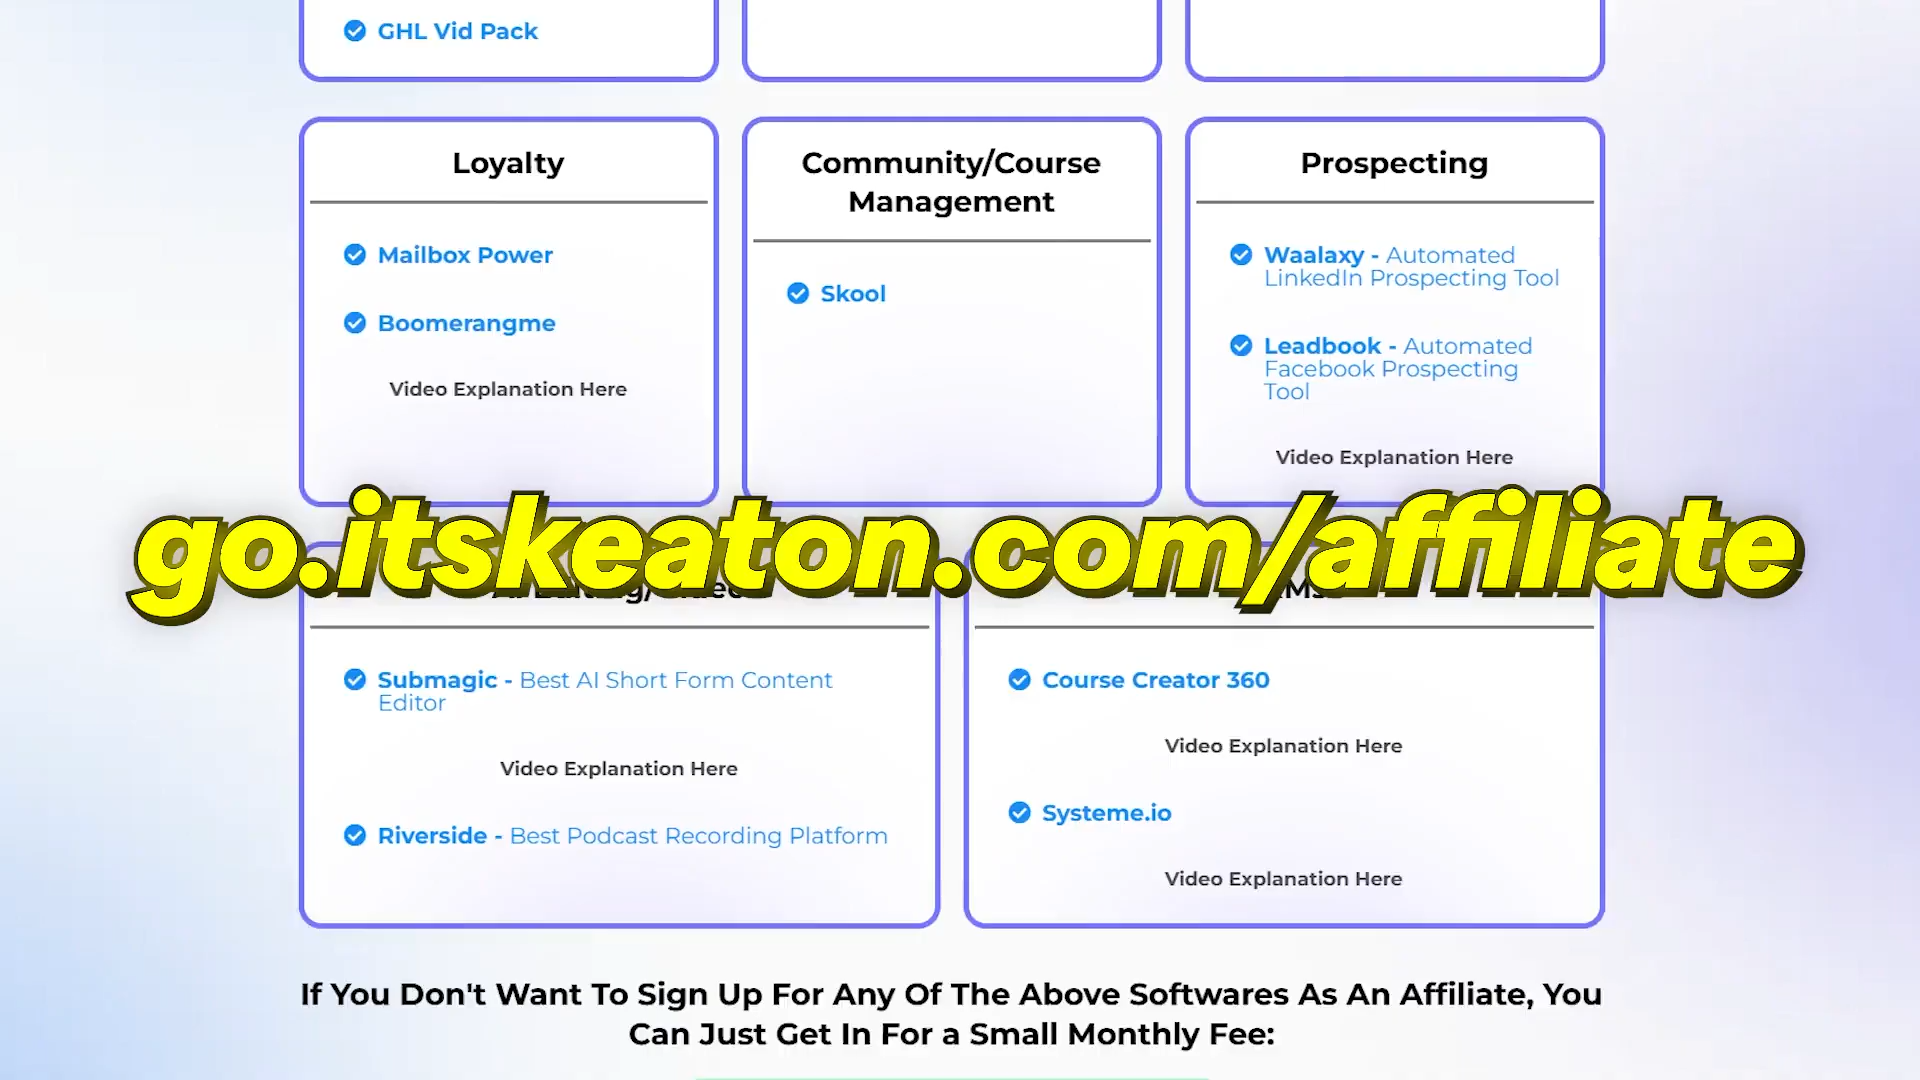 GHL Vid Pack
Loyalty
Mailbox Power
Boomerangme
Video Explanation Here
Community/Course
Management
Skool
Prospecting
Waalaxy - Automated
LinkedIn Prospecting Tool
Leadbook - Automated
Facebook Prospecting
Tool
Video Explanation Here
go.itskeaton.com/affiliate
Submagic - Best AI Short Form Content
Editor
Video Explanation Here
Riverside - Best Podcast Recording Platform
Course Creator 360
Video Explanation Here
Systeme.io
Video Explanation Here
If You Don't Want To Sign Up For Any Of The Above Softwares As An Affiliate, You
Can Just Get In For a Small Monthly Fee: